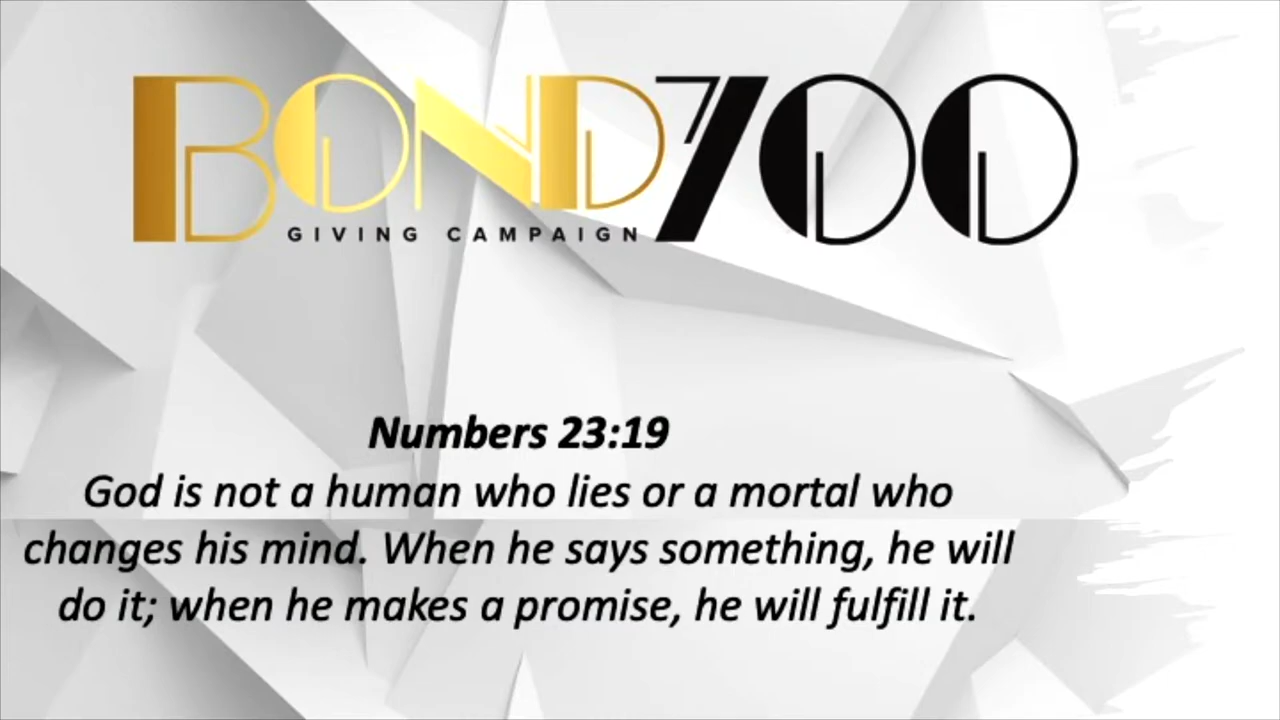 BOND700
GIVING CAMPAIGN
Numbers 23:19
God is not a human who lies or a mortal who
changes his mind. When he says something, he will
do it; when he makes a promise, he will fulfill it.